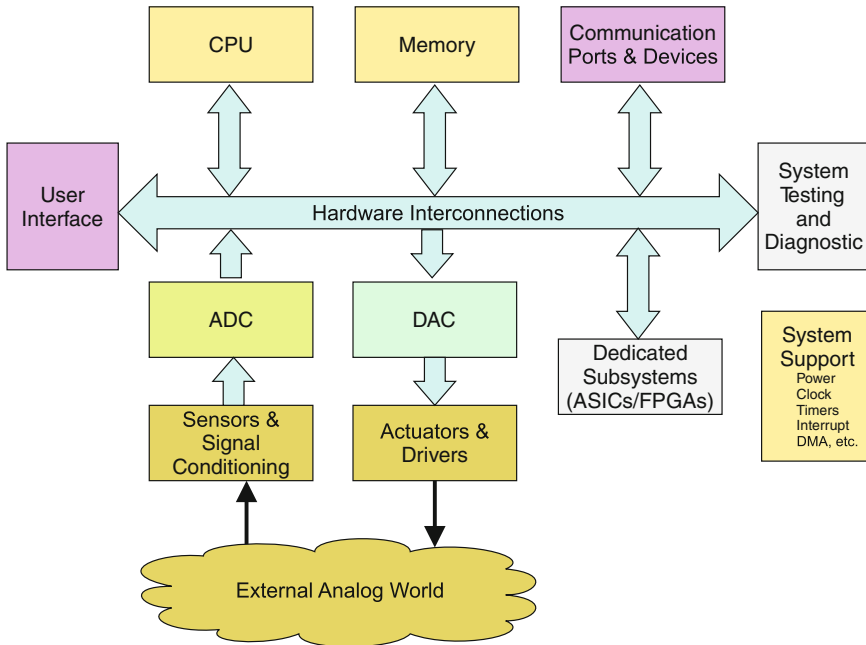 CPU
Memory
Communication
Ports & Devices
User
Interface
Hardware Interconnections
System
Testing
and
Diagnostic
ADC
DAC
Dedicated
Subsystems
(ASICs/FPGAs)
System
Support
Power
Clock
Timers
Interrupt
DMA, etc.
Sensors &
Signal
Conditioning
Actuators &
Drivers
External Analog World